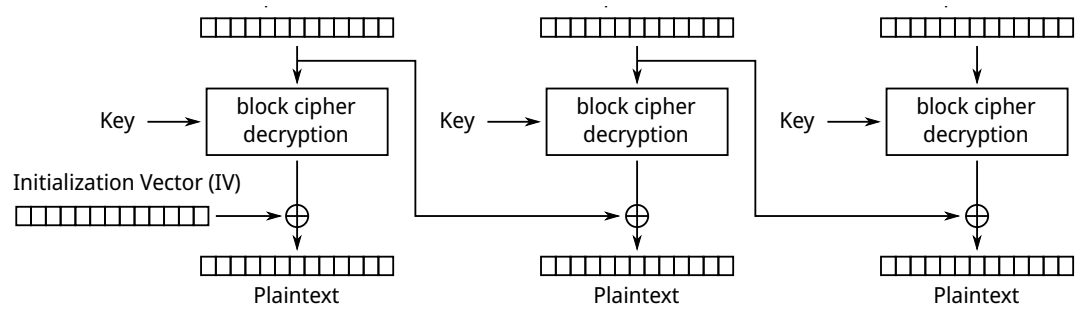 Key
block cipher
decryption
Key
block cipher
decryption
Key
block cipher
decryption
Initialization Vector (IV)
Plaintext
Plaintext
Plaintext